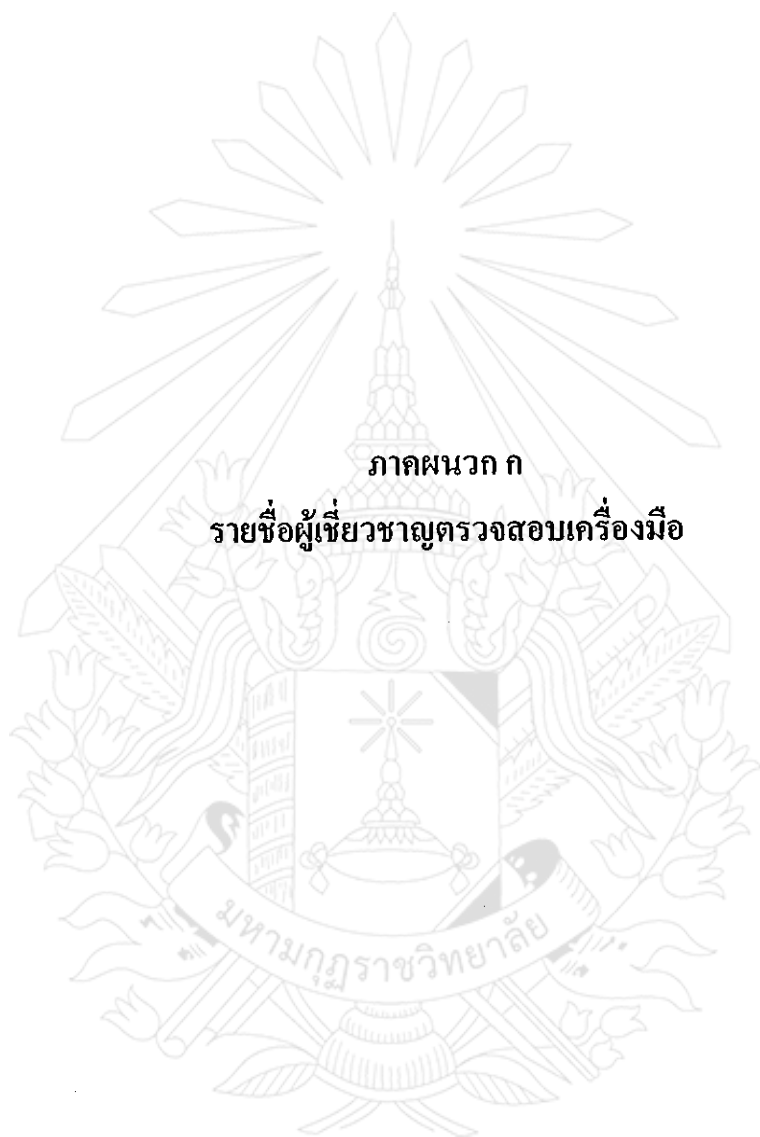 ภาคผนวก ก
รายชื่อผู้เชี่ยวชาญตรวจสอบเครื่องมือ
มหามกุฏราชวิทยาลัย